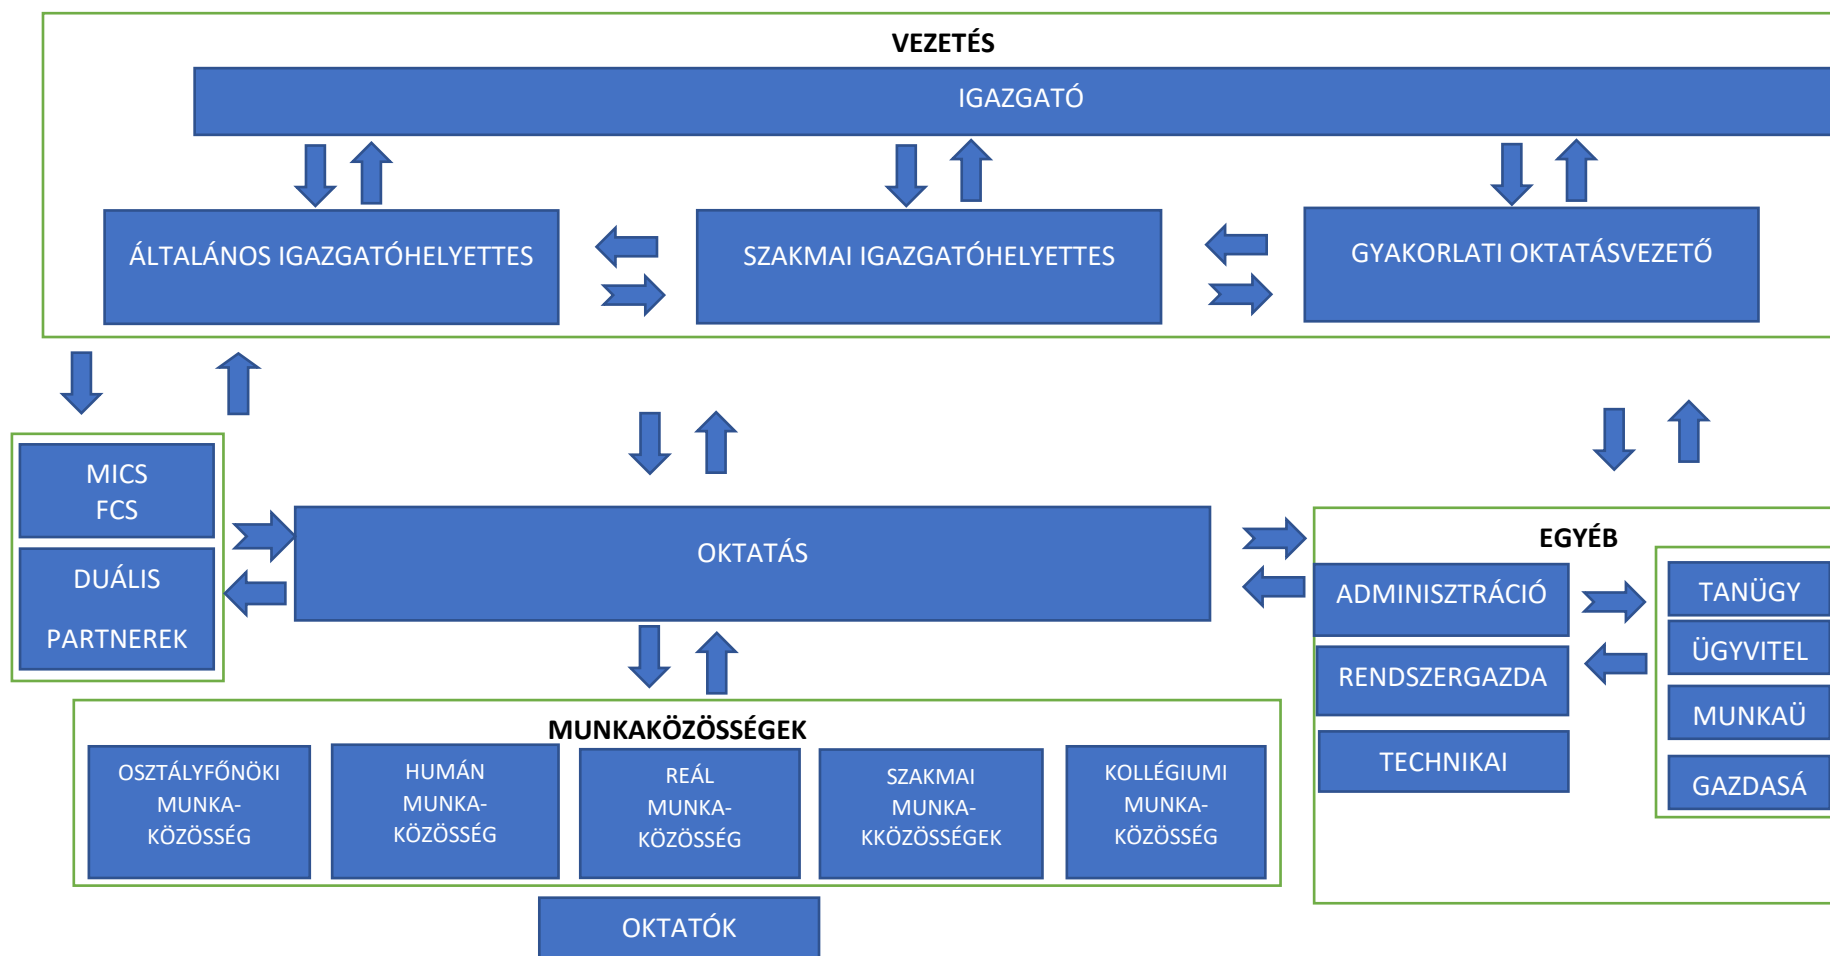 VEZETÉS
IGAZGATÓ
ÁLTALÁNOS IGAZGATÓHELYETTES
SZAKMAI IGAZGATÓHELYETTES
GYAKORLATI OKTATÁSVEZETŐ
MICS
FCS
DUÁLIS
PARTNEREK
OKTATÁS
EGYÉB
ADMINISZTRÁCIÓ
RENDSZERGAZDA
TECHNIKAI
TANÜGY
ÜGYVITEL
MUNKAÜ
GAZDASÁ
MUNKAKÖZÖSSÉGEK
OSZTÁLYFŐNÖKI
MUNKA-
KÖZÖSSÉG
HUMÁN
MUNKA-
KÖZÖSSÉG
REÁL
MUNKA-
KÖZÖSSÉG
SZAKMAI
MUNKA-
KKÖZÖSSÉGEK
KOLLÉGIUMI
MUNKA-
KÖZÖSSÉG
OKTATÓK